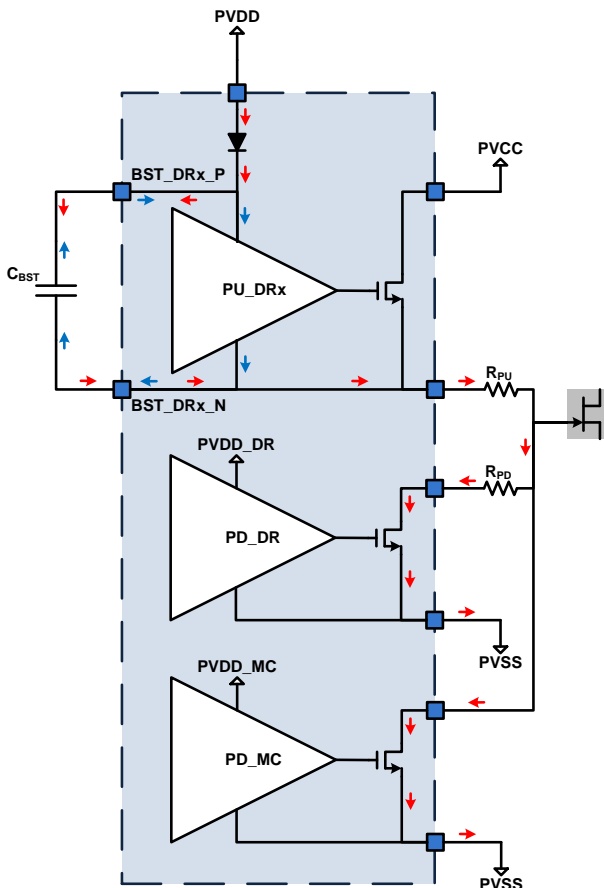 PVDD
PVCC
BST_DRx_P
CBST
PU_DRx
BST_DRx_N
RPU
PVDD_DR
RPD
PD_DR
PVSS
PVDD_MC
PD_MC
PVSS